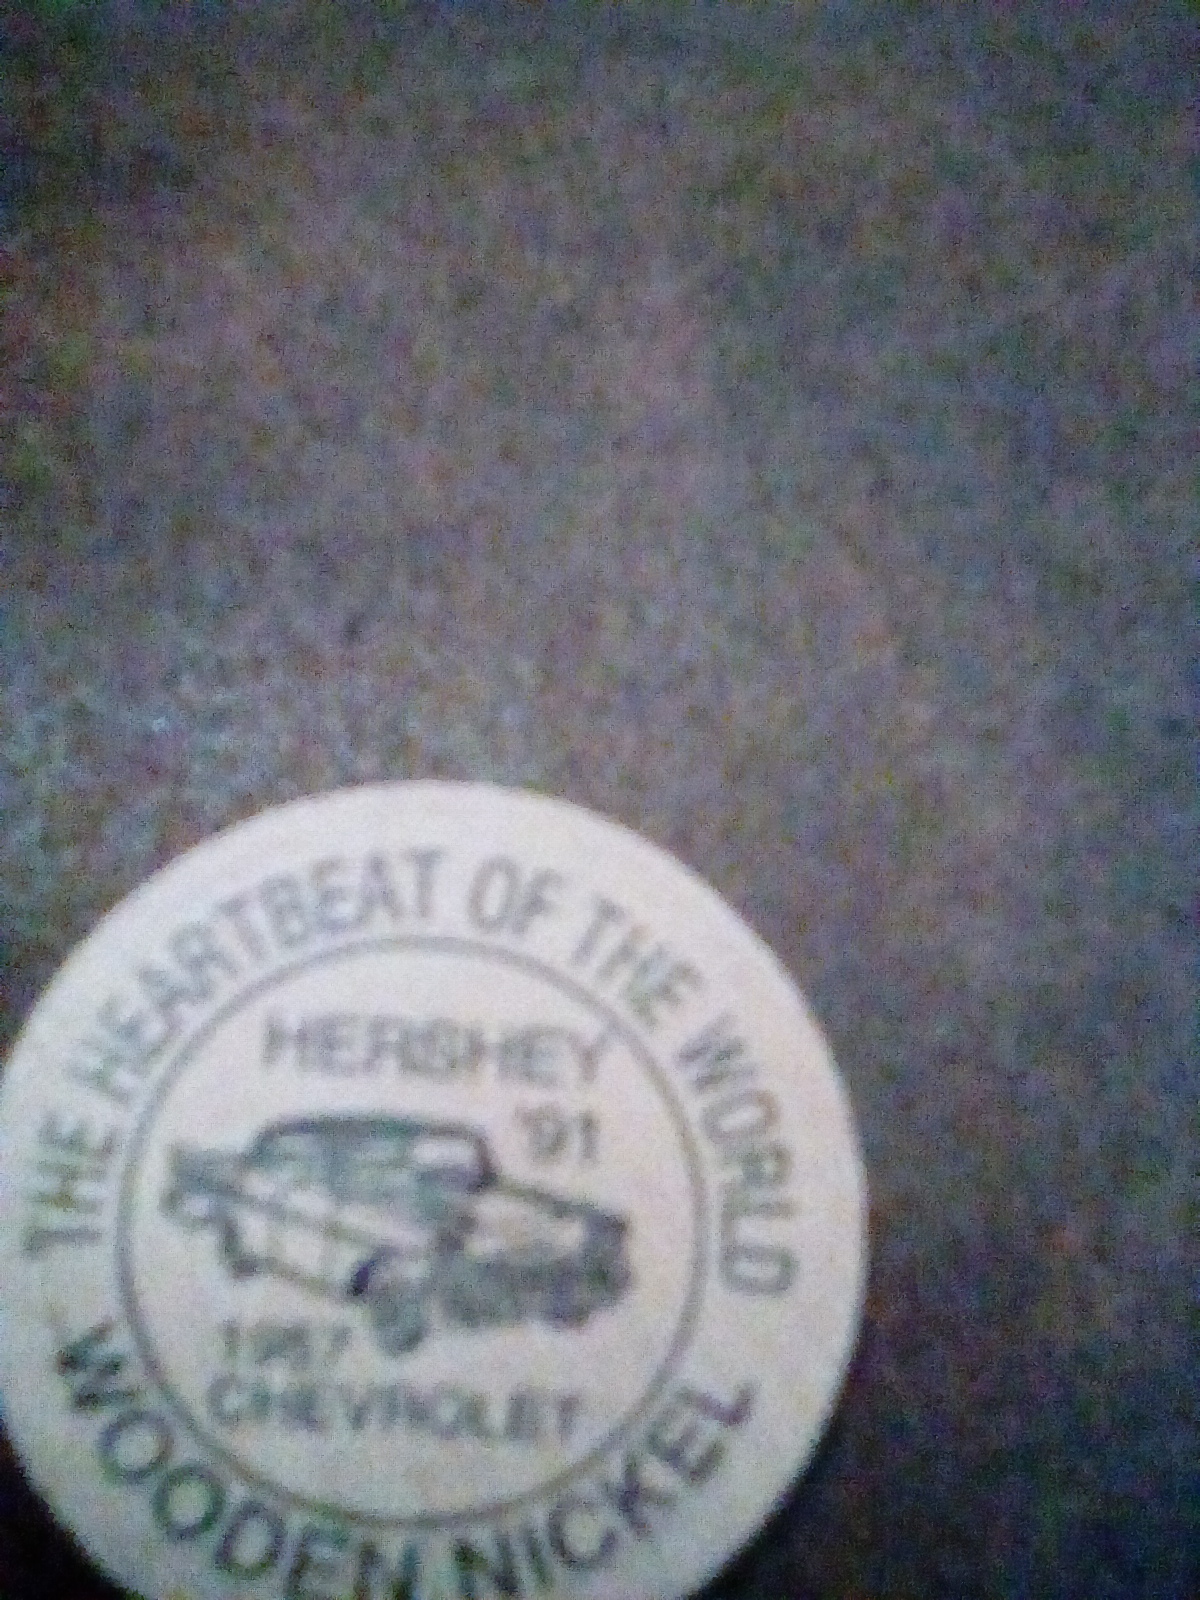 THE HEARTBEAT OF THE WORLD
HERSHEY
'91
1957
CHEVROLET
WOODEN NICKEL